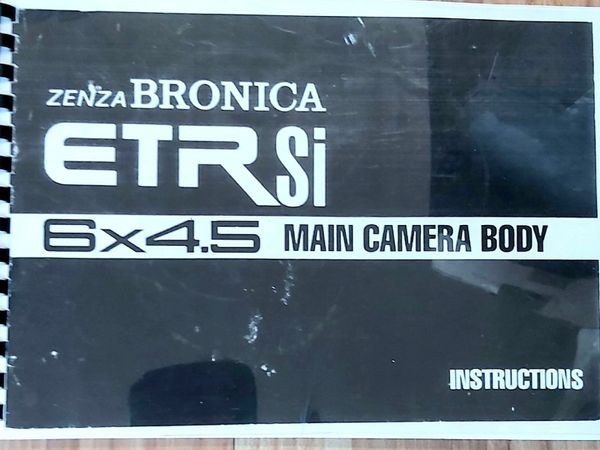 ZENZA BRONICA
ETRSi
6x4.5 MAIN CAMERA BODY
INSTRUCTIONS